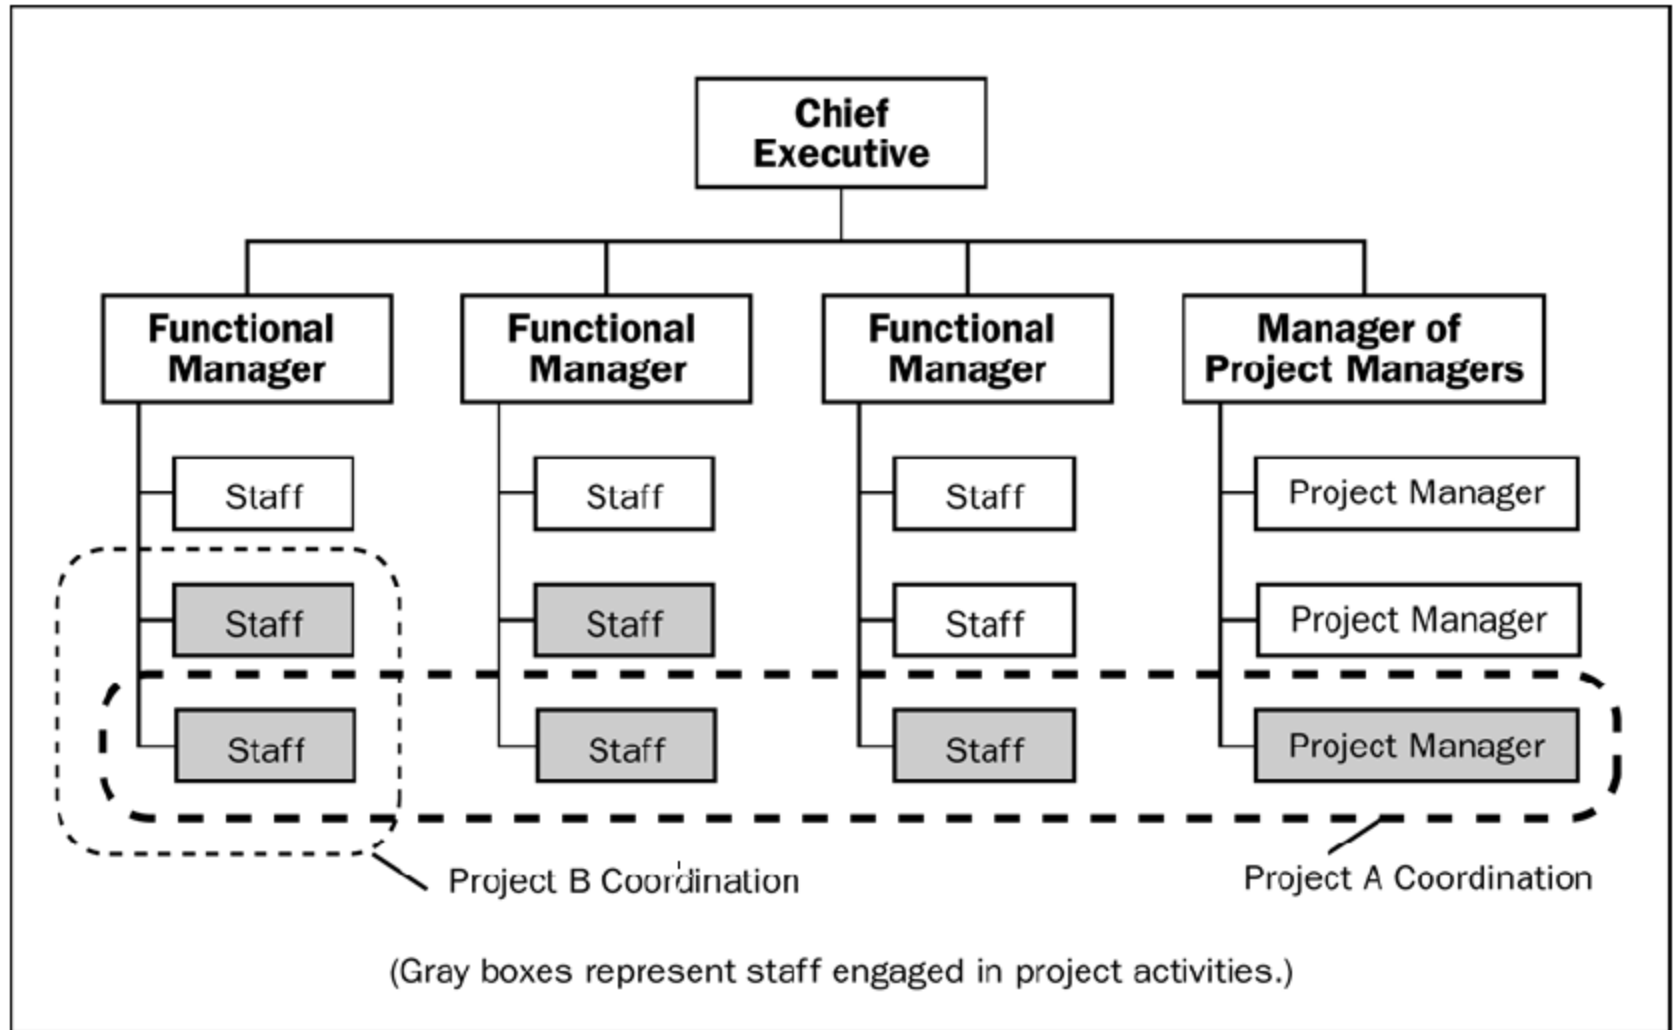 Chief
Executive
Functional
Manager
Functional
Manager
Functional
Manager
Manager of
Project Managers
Staff
Staff
Staff
Project Manager
Staff
Staff
Staff
Project Manager
Staff
Staff
Staff
Project Manager
Project B Coordination
Project A Coordination
(Gray boxes represent staff engaged in project activities.)